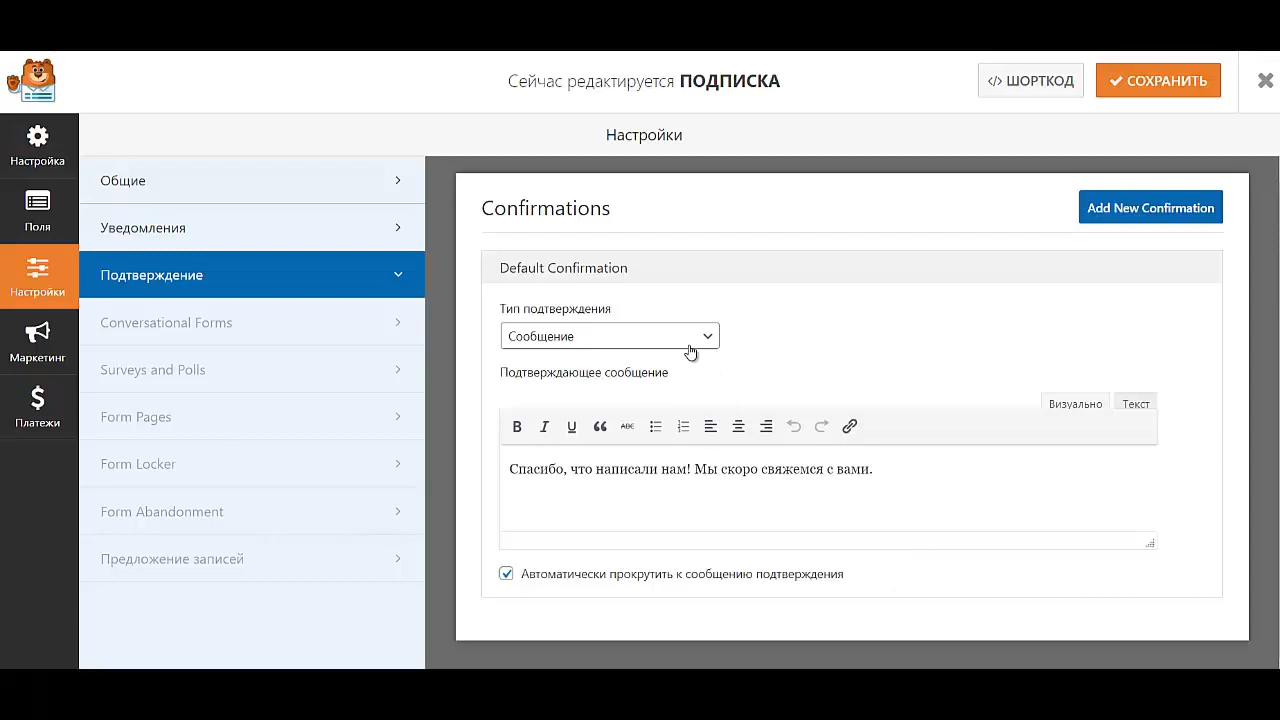 Сейчас редактируется ПОДПИСКА
</> ШОРТКОД
СОХРАНИТЬ
Настройка
Поля
Настройки
Маркетинг
Платежи
Настройки
Общие
Уведомления
Подтверждение
Conversational Forms
Surveys and Polls
Form Pages
Form Locker
Form Abandonment
Предложение записей
Confirmations
Add New Confirmation
Default Confirmation
Тип подтверждения
Сообщение
Подтверждающее сообщение
Визуально Текст
B I U ABC
Спасибо, что написали нам! Мы скоро свяжемся с вами.
Автоматически прокрутить к сообщению подтверждения